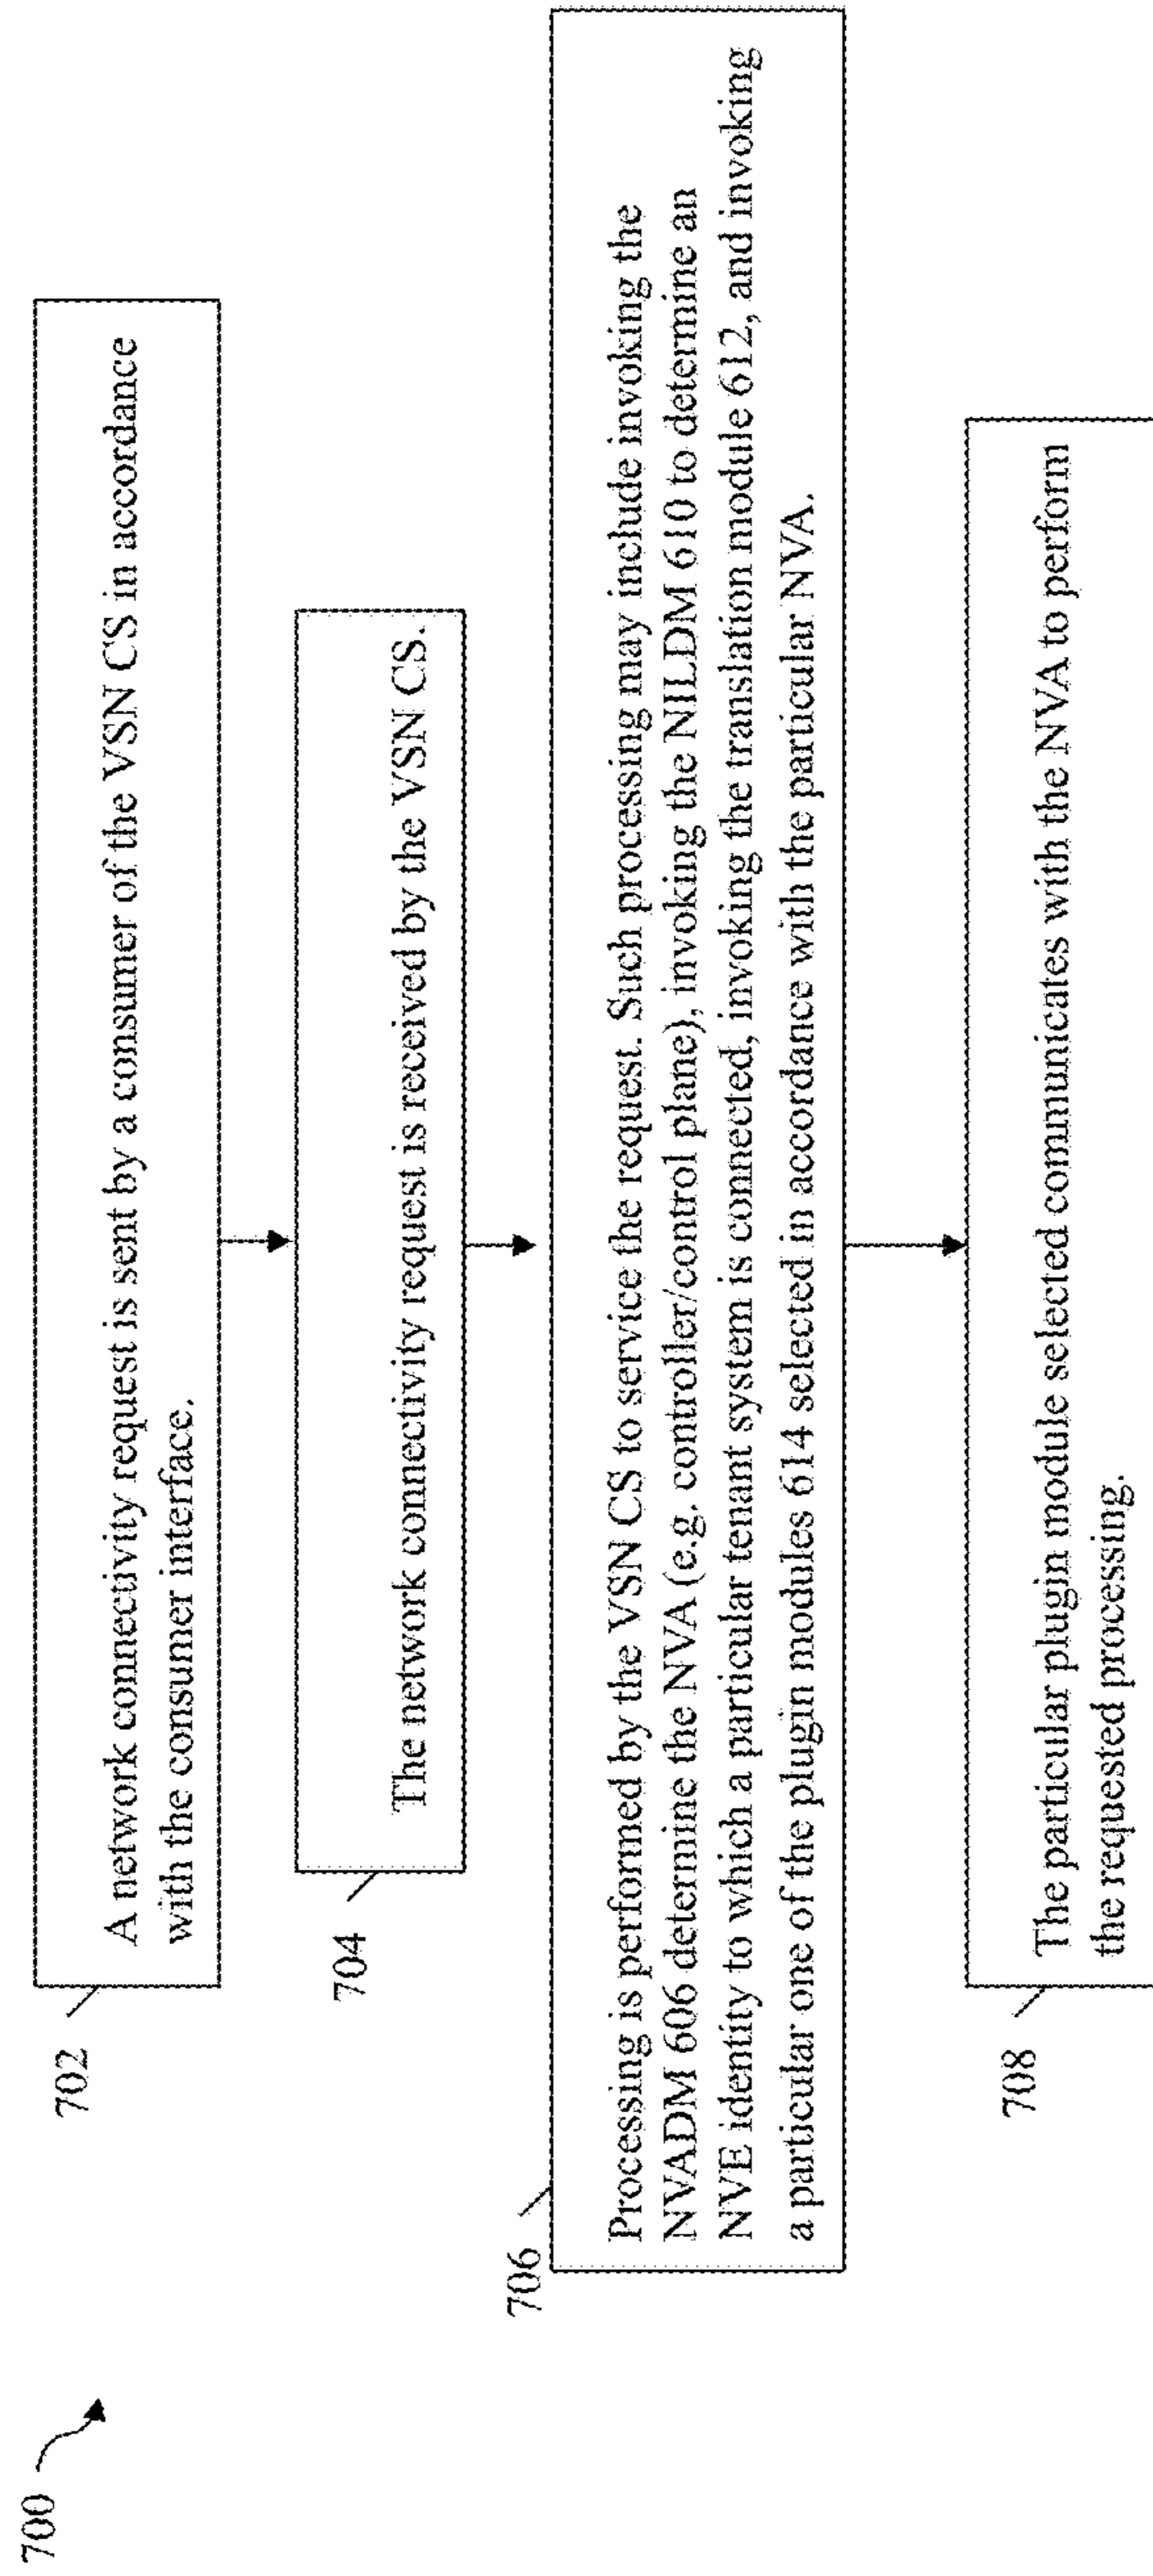 700
702
A network connectivity request is sent by a consumer of the VSN CS in accordance
with the consumer interface.
704
The network connectivity request is received by the VSN CS.
706
Processing is performed by the VSN CS to service the request. Such processing may include invoking the
NVADM 606 determine the NVA (e.g. controller/control plane), invoking the NILDM 610 to determine an
NVE identity to which a particular tenant system is connected, invoking the translation module 612, and invoking
a particular one of the plugin modules 614 selected in accordance with the particular NVA.
708
The particular plugin module selected communicates with the NVA to perform
the requested processing.